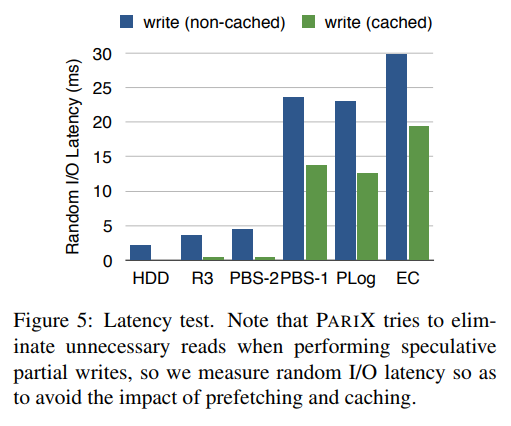 write (non-cached) write (cached)
Random I/O Latency (ms)
30
25
20
15
10
5
0
HDD R3 PBS-2 PBS-1 PLog EC
Figure 5: Latency test. Note that PARIX tries to elim-
inate unnecessary reads when performing speculative
partial writes, so we measure random I/O latency so as
to avoid the impact of prefetching and caching.